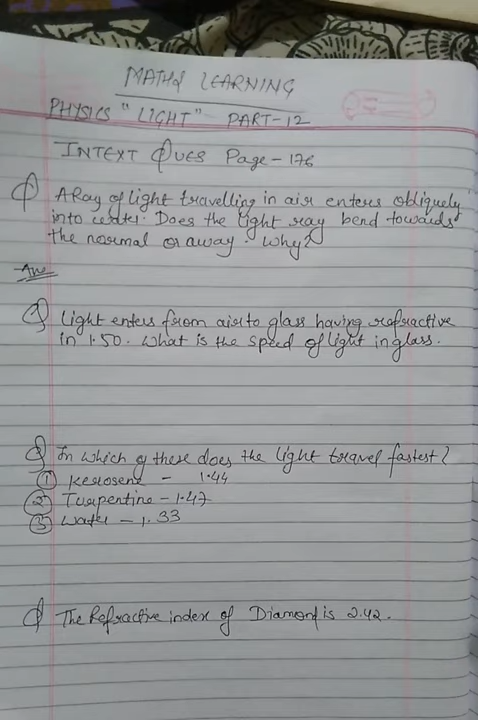 MATHS LEARNING
PHYSICS "LIGHT" PART-12
INTEXT QUES Page - 176
Q A Ray of light travelling in air enters obliquely
into water. Does the light ray bend towards
the normal or away. Why?
Ans
Q Light enters from air to glass having refractive
in 1.50. What is the speed of light in glass.
Q In which of these does the light travel fastest?
① Kerosene - 1.44
② Turpentine - 1.47
③ Water - 1.33
Q The Refractive index of Diamond is 2.42.